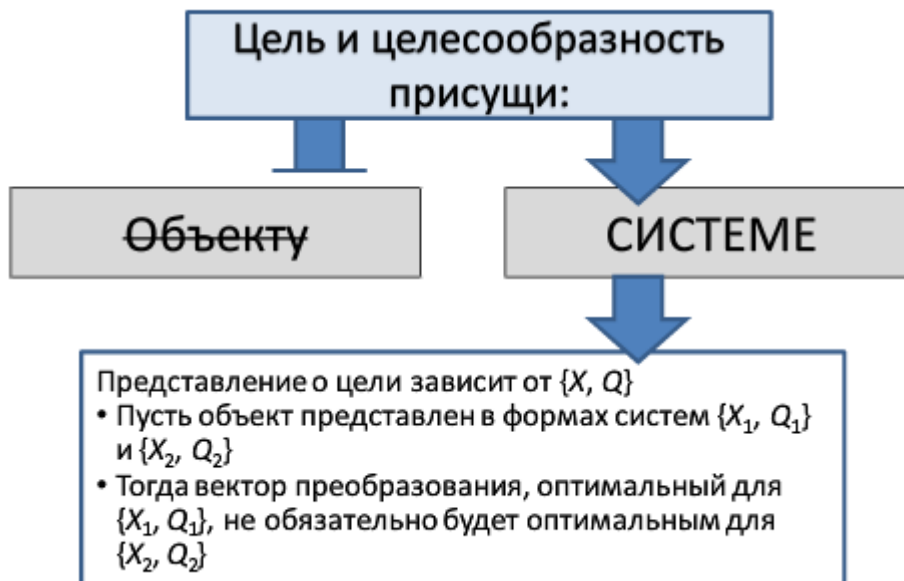 Цель и целесообразность
присущи:
Объекту
СИСТЕМЕ
Представление о цели зависит от {X, Q}
• Пусть объект представлен в формах систем {X₁, Q₁}
и {X₂, Q₂}
• Тогда вектор преобразования, оптимальный для
{X₁, Q₁}, не обязательно будет оптимальным для
{X₂, Q₂}